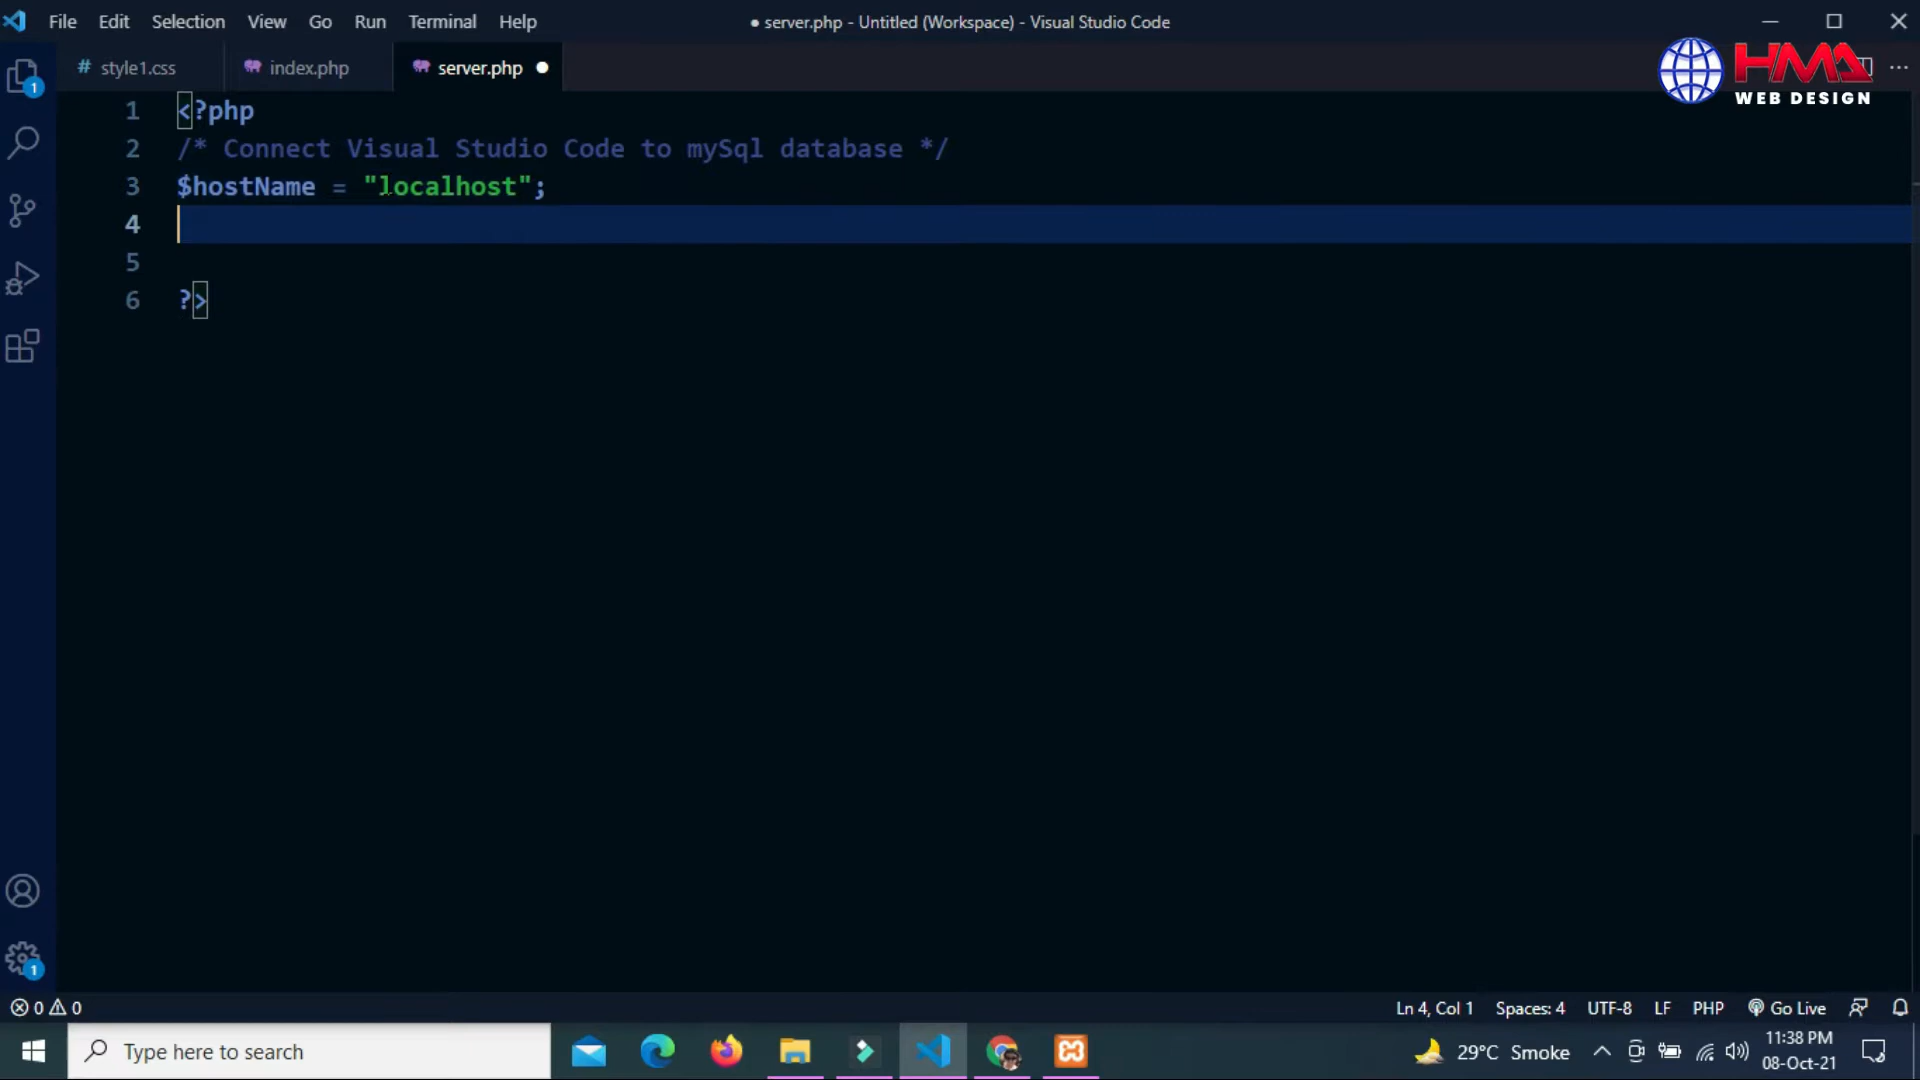 File Edit Selection View Go Run Terminal Help
● server.php - Untitled (Workspace) - Visual Studio Code
HMA
WEB DESIGN
# style1.css
index.php
server.php ●
1
1 <?php
2 /* Connect Visual Studio Code to mySql database */
3 $hostName = "localhost";
4
5
6 ?>
1
0 0
Ln 4, Col 1 Spaces: 4 UTF-8 LF PHP Go Live
Type here to search
29°C Smoke
11:38 PM
08-Oct-21